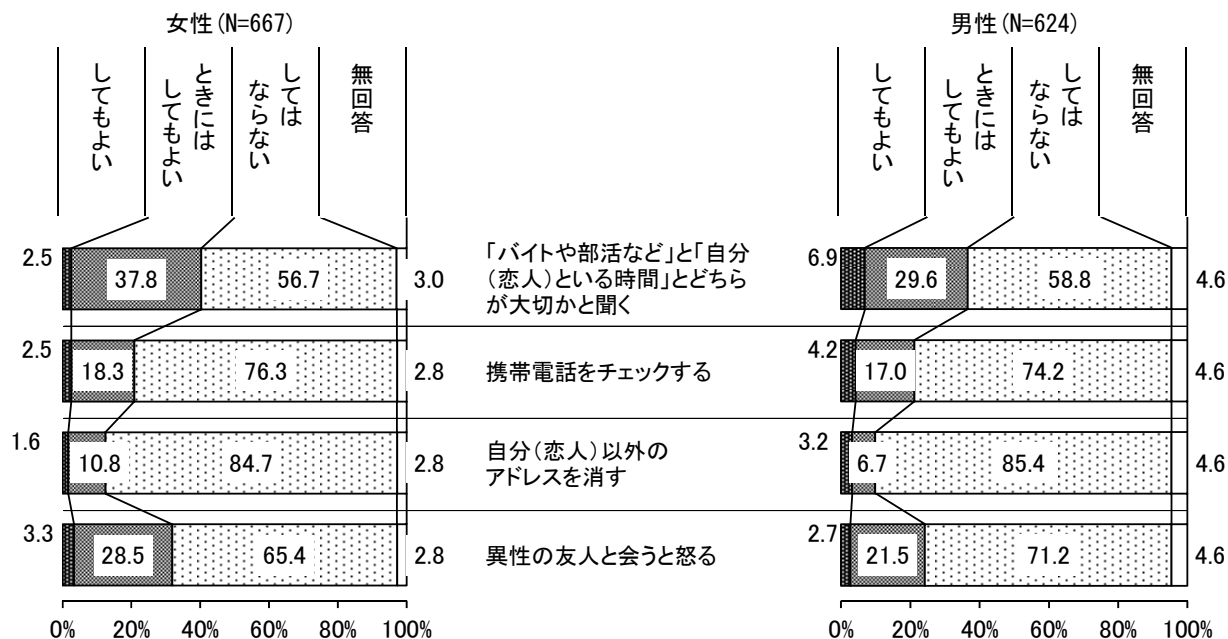 女性(N=667)
してもよい
ときには
してもよい
しては
ならない
無回答
男性(N=624)
してもよい
ときには
してもよい
しては
ならない
無回答
2.5
37.8
56.7
3.0
「バイトや部活など」と「自分
(恋人)といる時間」とどちら
が大切かと聞く
6.9
29.6
58.8
4.6
2.5
18.3
76.3
2.8
携帯電話をチェックする
4.2
17.0
74.2
4.6
1.6
10.8
84.7
2.8
自分(恋人)以外の
アドレスを消す
3.2
6.7
85.4
4.6
3.3
28.5
65.4
2.8
異性の友人と会うと怒る
2.7
21.5
71.2
4.6
0% 20% 40% 60% 80% 100%
0% 20% 40% 60% 80% 100%